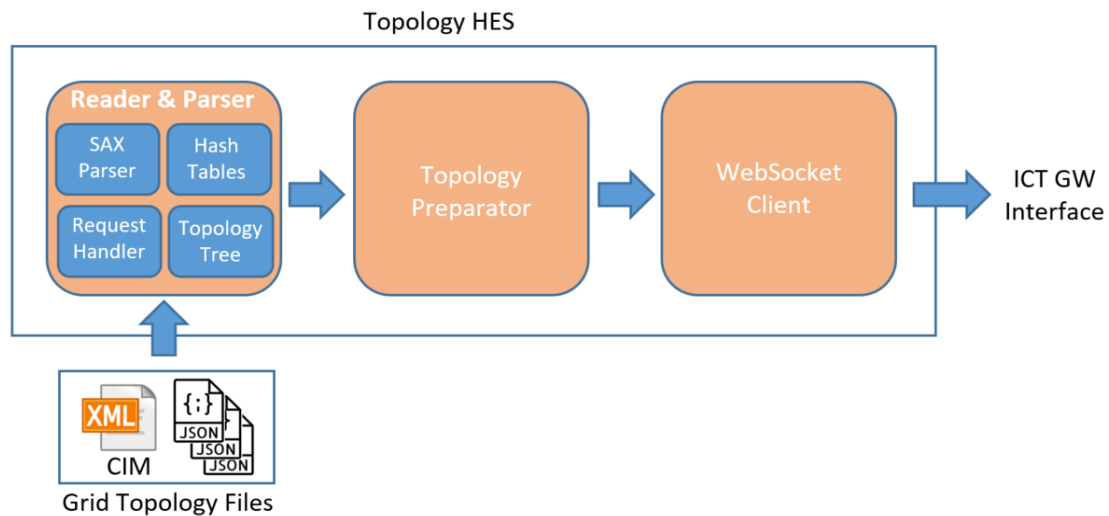 Topology HES
Reader & Parser
SAX
Parser
Hash
Tables
Request
Handler
Topology
Tree
Topology
Preparator
WebSocket
Client
ICT GW
Interface
XML
CIM
{;}
JSON
JSON
JSON
Grid Topology Files